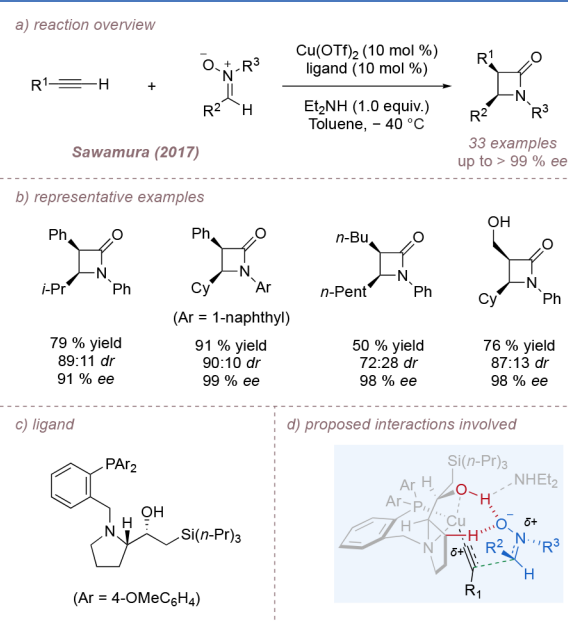 a) reaction overview
R¹
H
+
O
−
N
+
R³
R²
H
Cu(OTf)₂ (10 mol %)
ligand (10 mol %)
Et₂NH (1.0 equiv.)
Toluene, − 40 °C
R¹
O
N
R²
R³
Sawamura (2017)
33 examples
up to > 99 % ee
b) representative examples
Ph
O
N
i-Pr
Ph
79 % yield
89:11 dr
91 % ee
Ph
O
N
Cy
Ar
(Ar = 1-naphthyl)
91 % yield
90:10 dr
99 % ee
n-Bu
O
N
n-Pent
Ph
50 % yield
72:28 dr
98 % ee
OH
O
N
Cy
Ph
76 % yield
87:13 dr
98 % ee
c) ligand
PAr₂
OH
H
N
Si(n-Pr)₃
(Ar = 4-OMeC₆H₄)
d) proposed interactions involved
Si(n-Pr)₃
Ar
H
O
H
NHEt₂
Ar
P
H
Cu
O
−
δ+
H
N
N
R²
R³
δ+
H
R₁